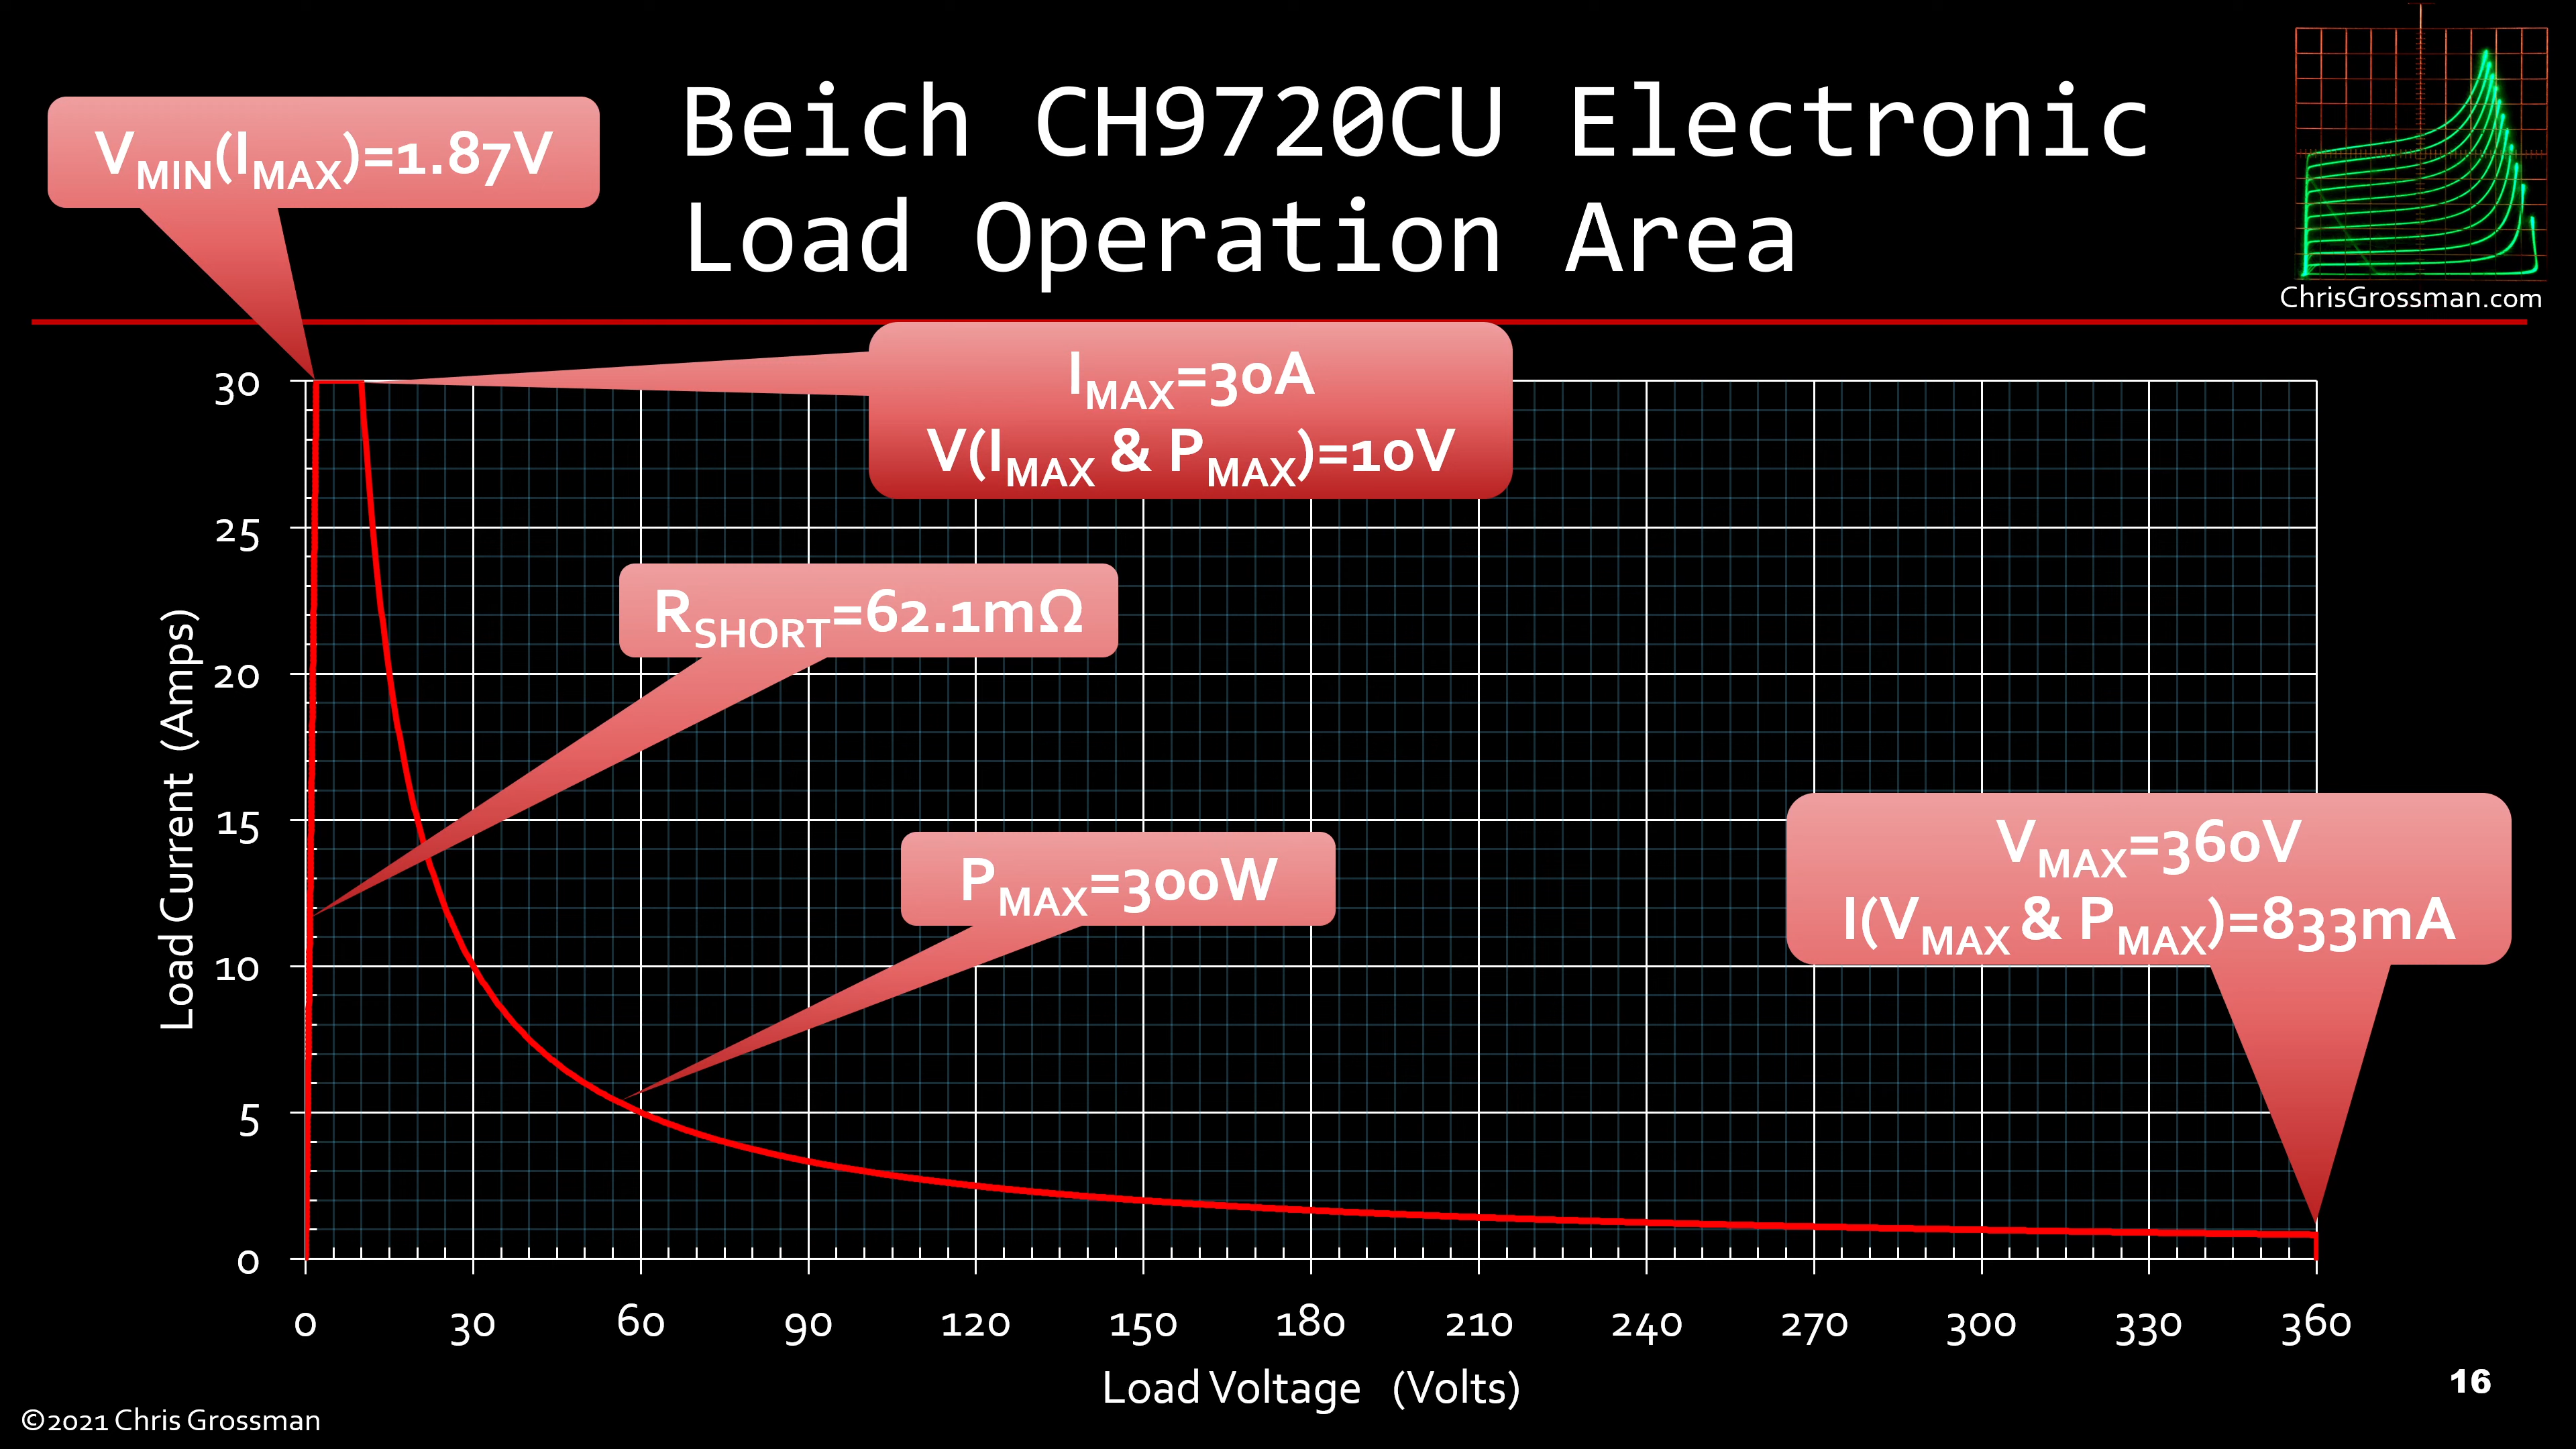 Beich CH9720CU Electronic
Load Operation Area
ChrisGrossman.com
VMIN(IMAX)=1.87V
IMAX=30A
V(IMAX & PMAX)=10V
RSHORT=62.1mΩ
PMAX=300W
VMAX=360V
I(VMAX & PMAX)=833mA
Load Current (Amps)
30
25
20
15
10
5
0
0 30 60 90 120 150 180 210 240 270 300 330 360
Load Voltage (Volts)
16
©2021 Chris Grossman